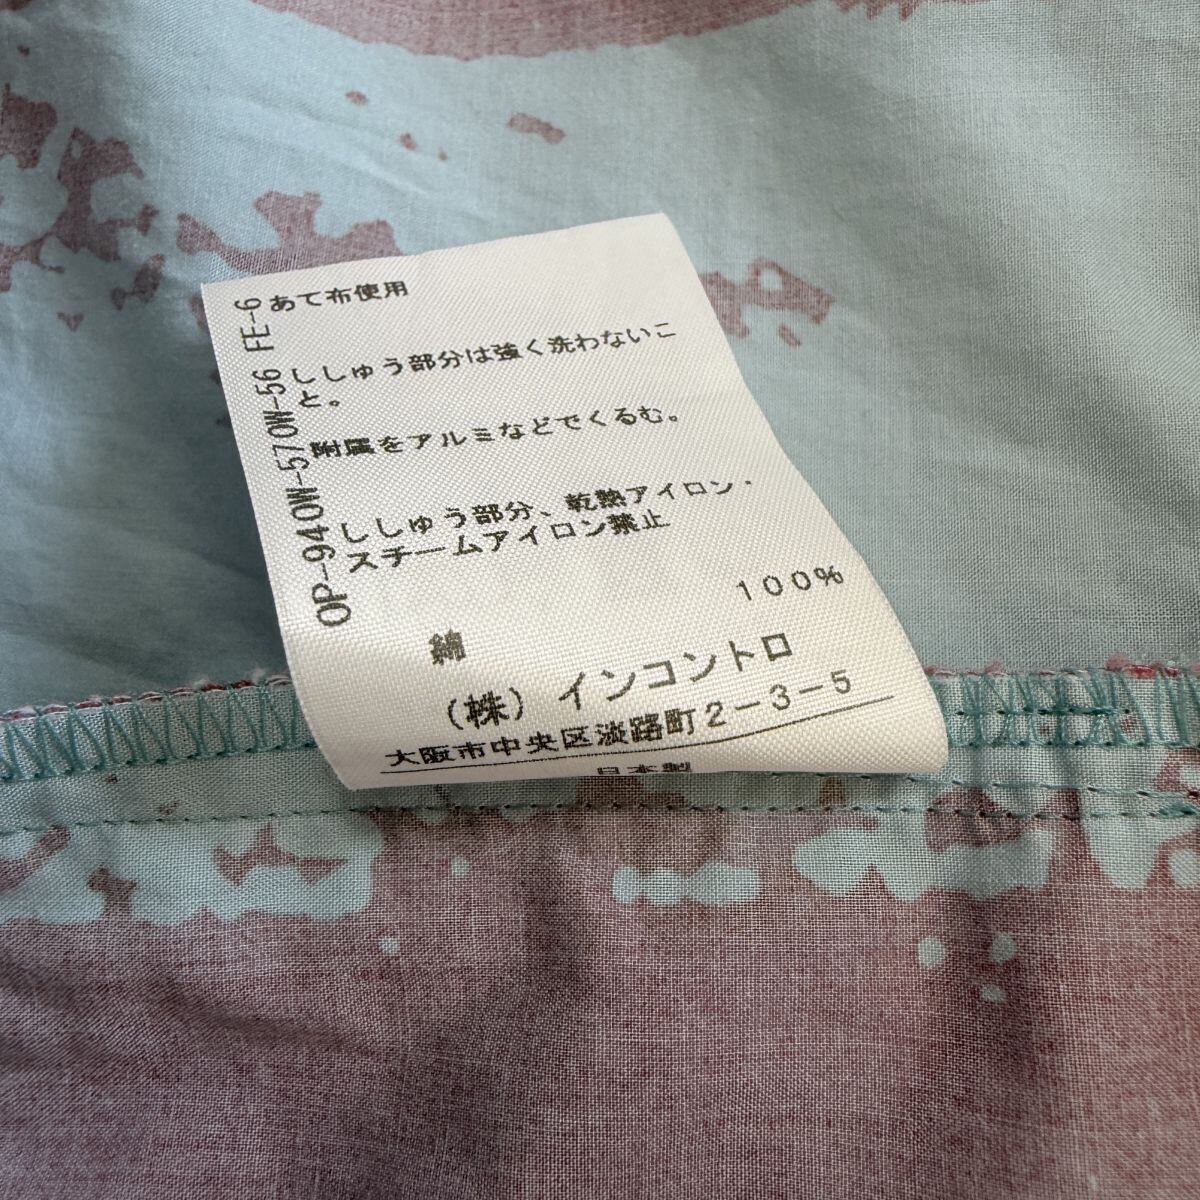 OP-940W-570W-56 FE-6
あて布使用
ししゅう部分は強く洗わないこ
と。
附属をアルミなどでくるむ。
ししゅう部分、乾熱アイロン・
スチームアイロン禁止
100%
(株) インコントロ
大阪市中央区淡路町2-3-5
日本製